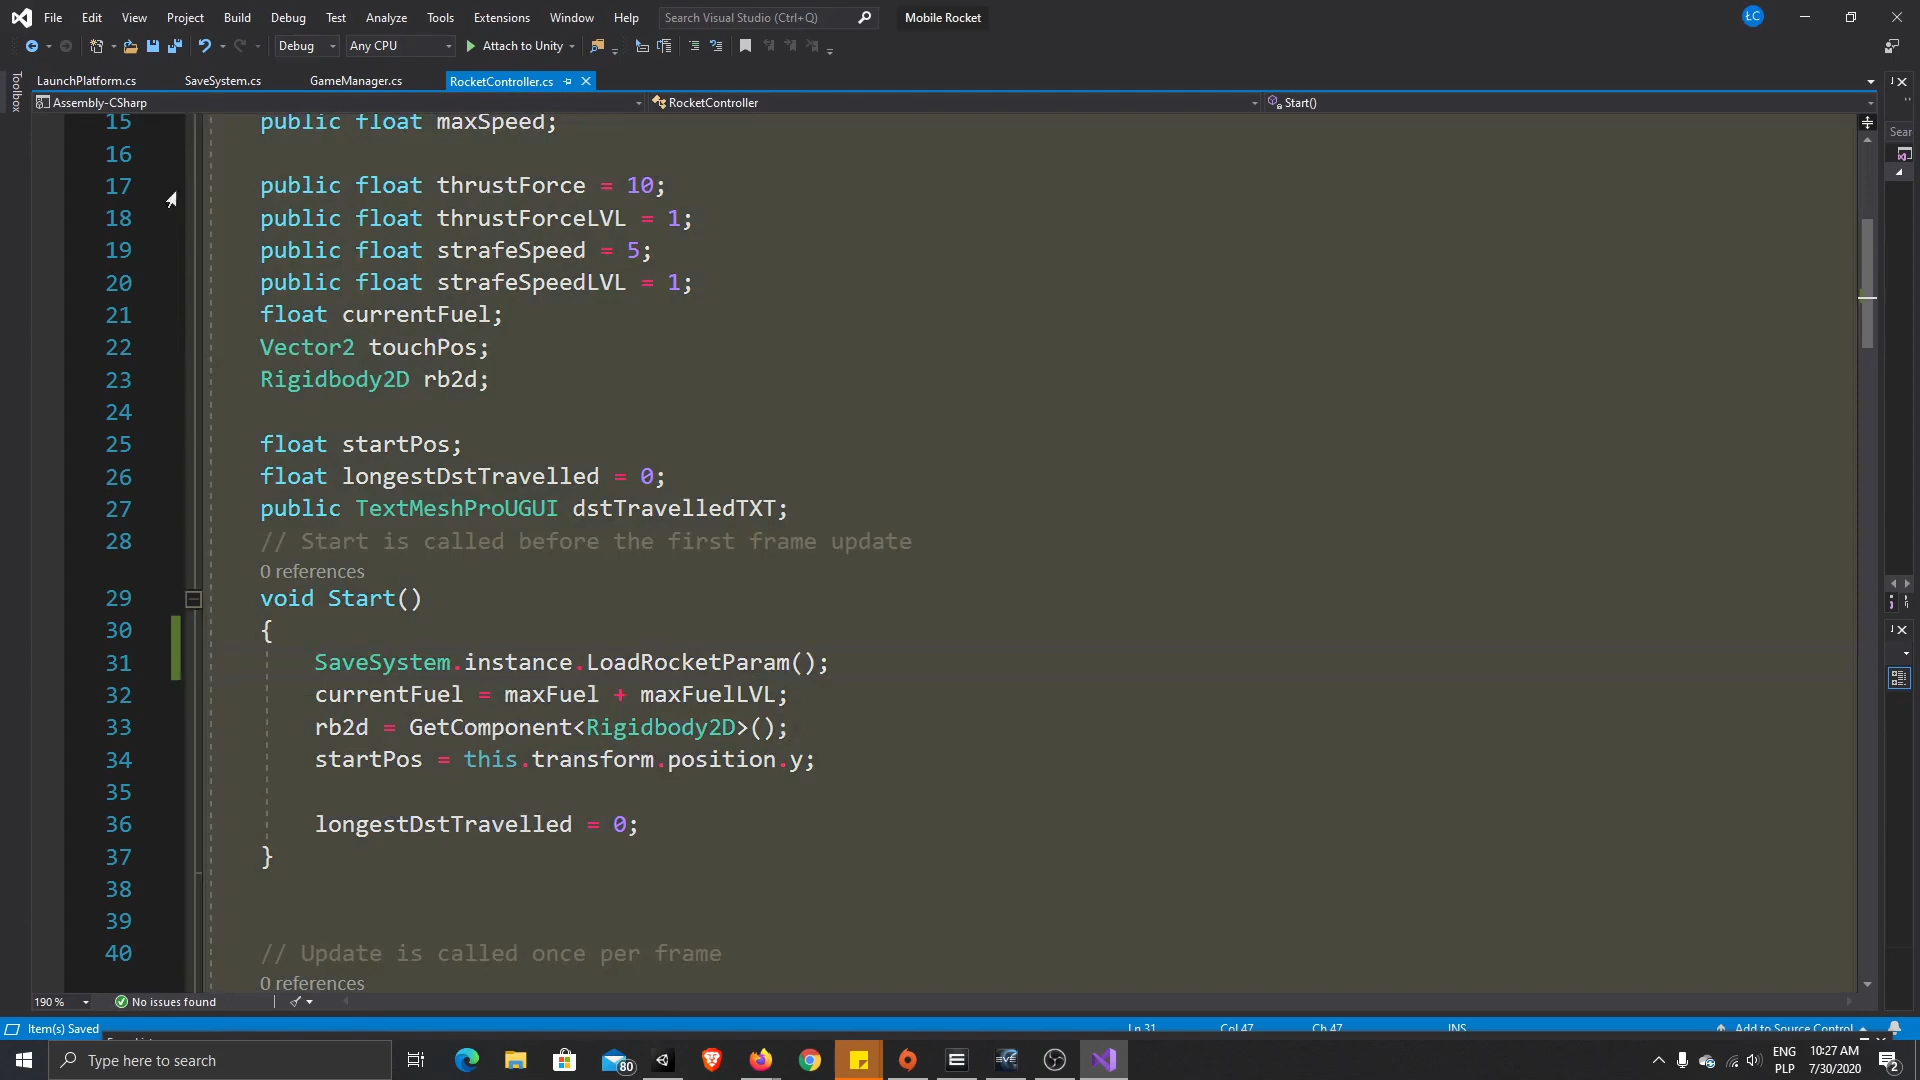 File Edit View Project Build Debug Test Analyze Tools Extensions Window Help Search Visual Studio (Ctrl+Q) Mobile Rocket ŁC
Debug Any CPU Attach to Unity
LaunchPlatform.cs SaveSystem.cs GameManager.cs RocketController.cs
Toolbox
Assembly-CSharp RocketController Start()
Sear
15 public float maxSpeed;
16
17 public float thrustForce = 10;
18 public float thrustForceLVL = 1;
19 public float strafeSpeed = 5;
20 public float strafeSpeedLVL = 1;
21 float currentFuel;
22 Vector2 touchPos;
23 Rigidbody2D rb2d;
24
25 float startPos;
26 float longestDstTravelled = 0;
27 public TextMeshProUGUI dstTravelledTXT;
28 // Start is called before the first frame update
0 references
29 void Start()
30 {
31 SaveSystem.instance.LoadRocketParam();
32 currentFuel = maxFuel + maxFuelLVL;
33 rb2d = GetComponent<Rigidbody2D>();
34 startPos = this.transform.position.y;
35
36 longestDstTravelled = 0;
37 }
38
39
40 // Update is called once per frame
0 references
190 % No issues found
Item(s) Saved Ln 31 Col 47 Ch 47 INS Add to Source Control
Type here to search 80 ENG 10:27 AM
PLP 7/30/2020 2